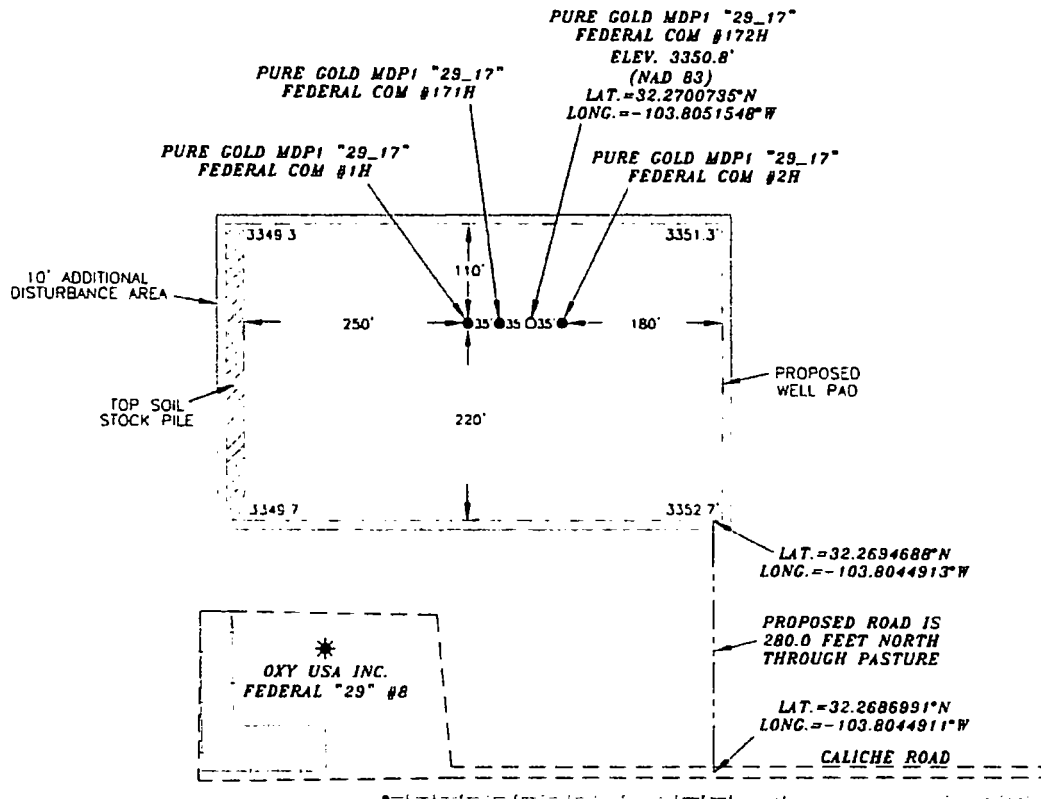 PURE GOLD MDP1 "29_17"
FEDERAL COM #172H
ELEV. 3350.8'
(NAD 83)
LAT.=32.2700735°N
LONG.=-103.8051548°W
PURE GOLD MDP1 "29_17"
FEDERAL COM #171H
PURE GOLD MDP1 "29_17"
FEDERAL COM #1H
PURE GOLD MDP1 "29_17"
FEDERAL COM #2H
3349.3
3351.3'
110'
10' ADDITIONAL
DISTURBANCE AREA
250'
35'
35
35'
180'
TOP SOIL
STOCK PILE
PROPOSED
WELL PAD
220'
3349.7
3352.7'
LAT.=32.2694688°N
LONG.=-103.8044913°W
OXY USA INC.
FEDERAL "29" #8
PROPOSED ROAD IS
280.0 FEET NORTH
THROUGH PASTURE
LAT.=32.2686991°N
LONG.=-103.8044911°W
CALICHE ROAD